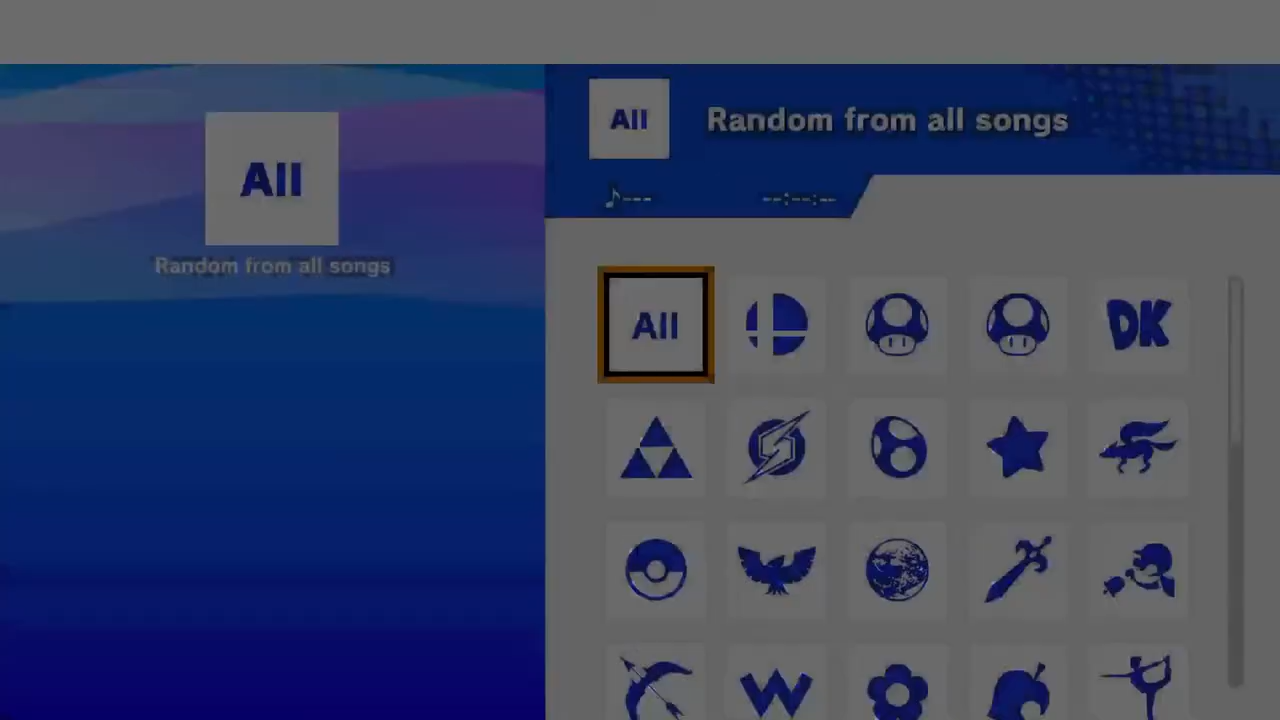 All
Random from all songs
All
Random from all songs
♪---
--:--:--
All
DK
W